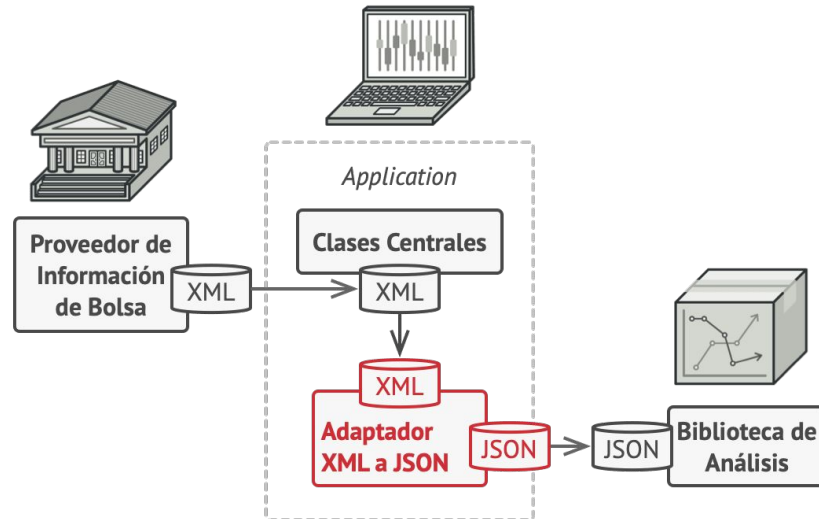 Application
Proveedor de
Información
de Bolsa
XML
Clases Centrales
XML
XML
Adaptador
XML a JSON
JSON
JSON
Biblioteca de
Análisis